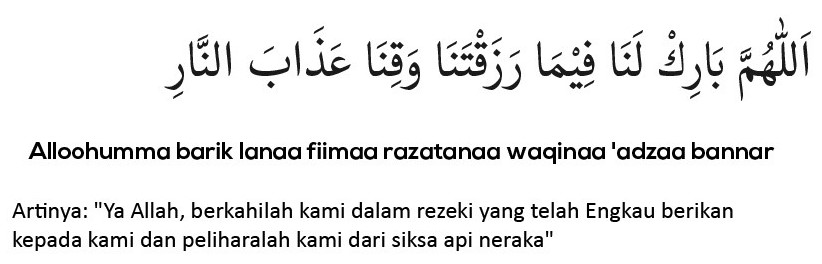 اَللّٰهُمَّ بَارِكْ لَنَا فِيْمَا رَزَقْتَنَا وَقِنَا عَذَابَ النَّارِ
Alloohumma barik lanaa fiimaa razatanaa waqinaa 'adzaa bannar
Artinya: "Ya Allah, berkahilah kami dalam rezeki yang telah Engkau berikan
kepada kami dan peliharalah kami dari siksa api neraka"